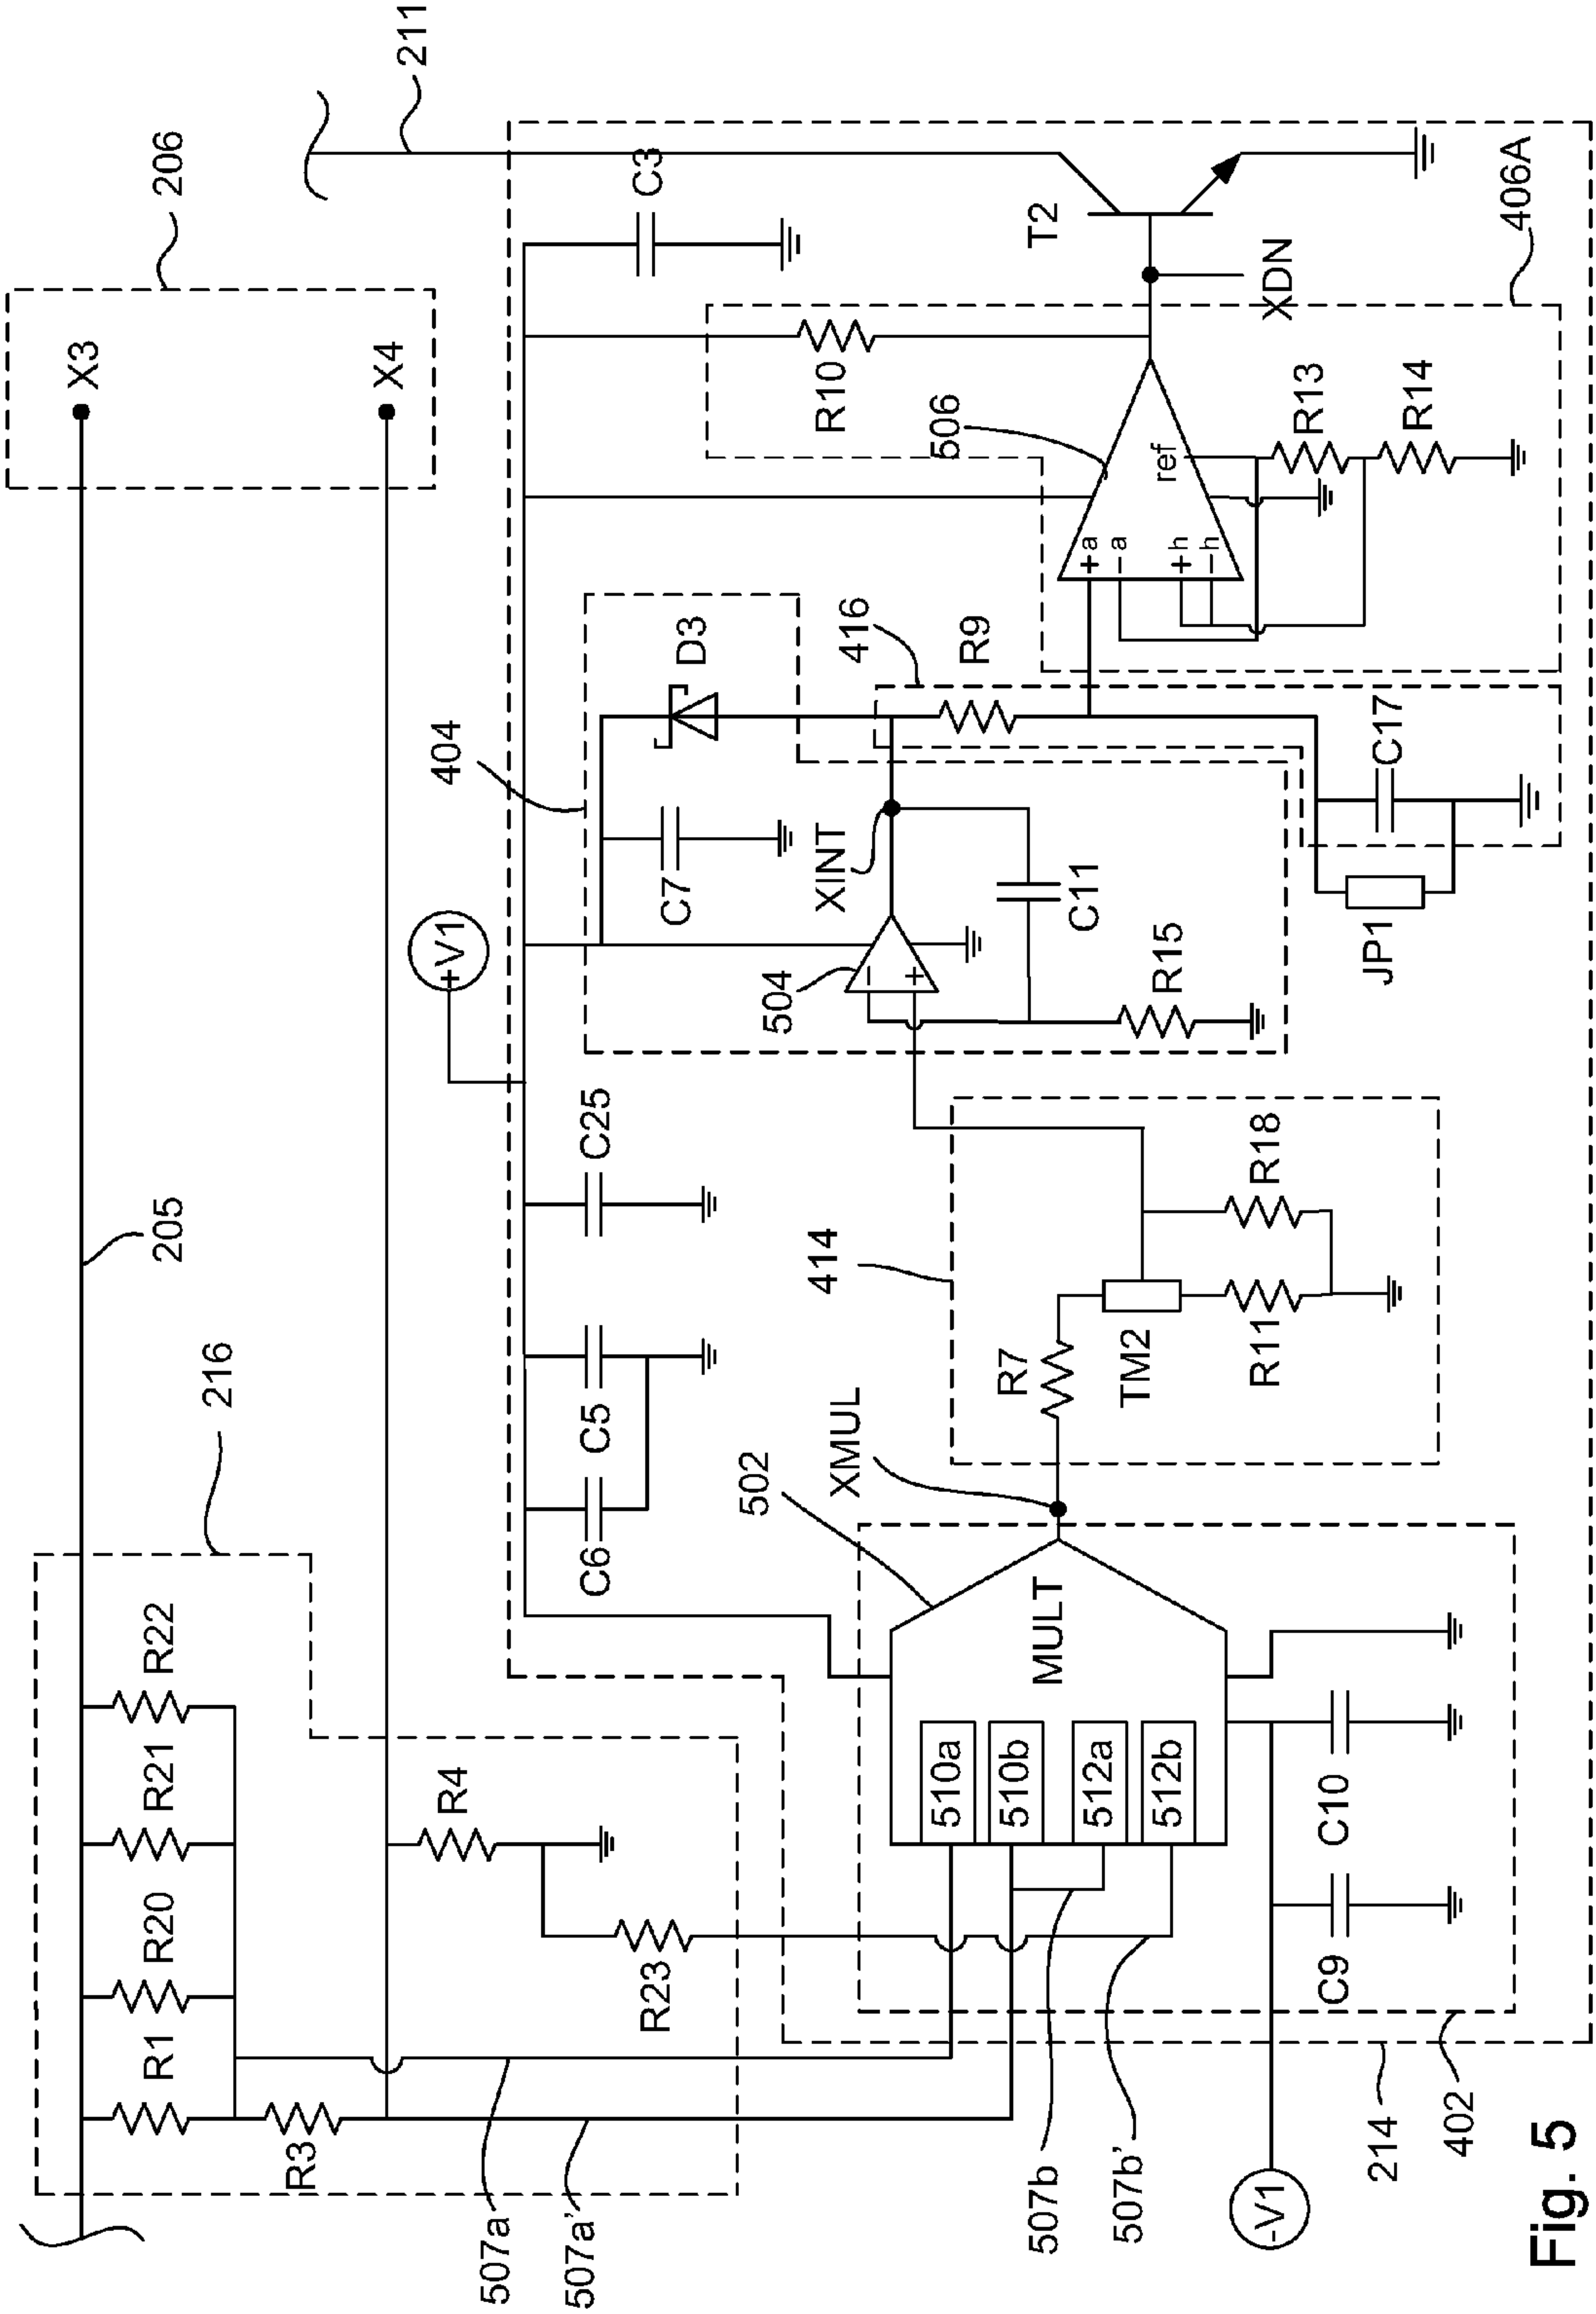 211
206
X3
X4
C3
T2
XDN
406A
R10
506
ref
R13
R14
+a
−a
+h
−h
416
R9
D3
404
C7
XINT
C17
C11
JP1
504
−
+
R15
+V1
C25
205
414
R18
R7
TM2
R11
216
C5
C6
502
XMUL
R22
R21
R20
R1
R3
R4
R23
MULT
510a
510b
512a
512b
C10
C9
507a
507a’
507b
507b’
-V1
214
402
Fig. 5